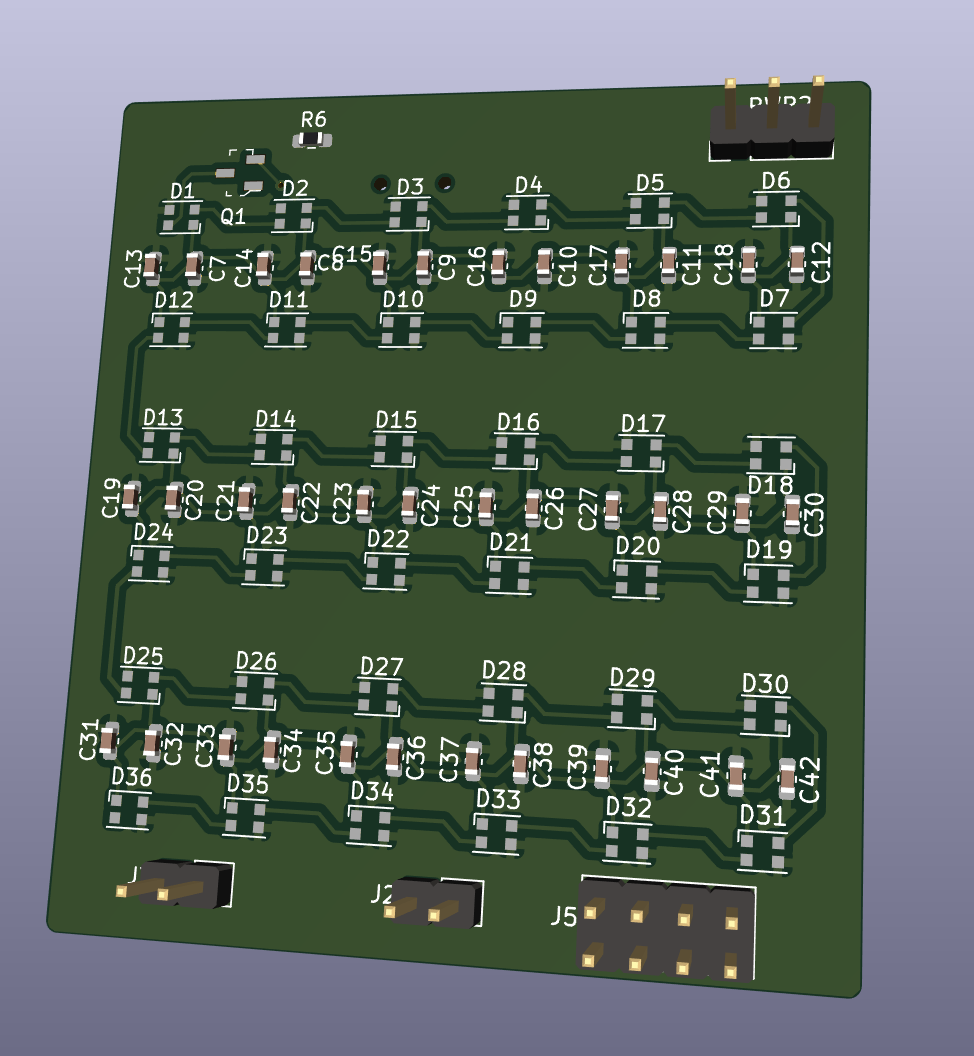 R6
D1 D2 D3 D4 D5 D6
Q1
C13 C7 C14 C8 C15 C9 C16 C10 C17 C11 C18 C12
D12 D11 D10 D9 D8 D7
D13 D14 D15 D16 D17 D18
C19 C20 C21 C22 C23 C24 C25 C26 C27 C28 C29 C30
D24 D23 D22 D21 D20 D19
D25 D26 D27 D28 D29 D30
C31 C32 C33 C34 C35 C36 C37 C38 C39 C40 C41 C42
D36 D35 D34 D33 D32 D31
J2 J5